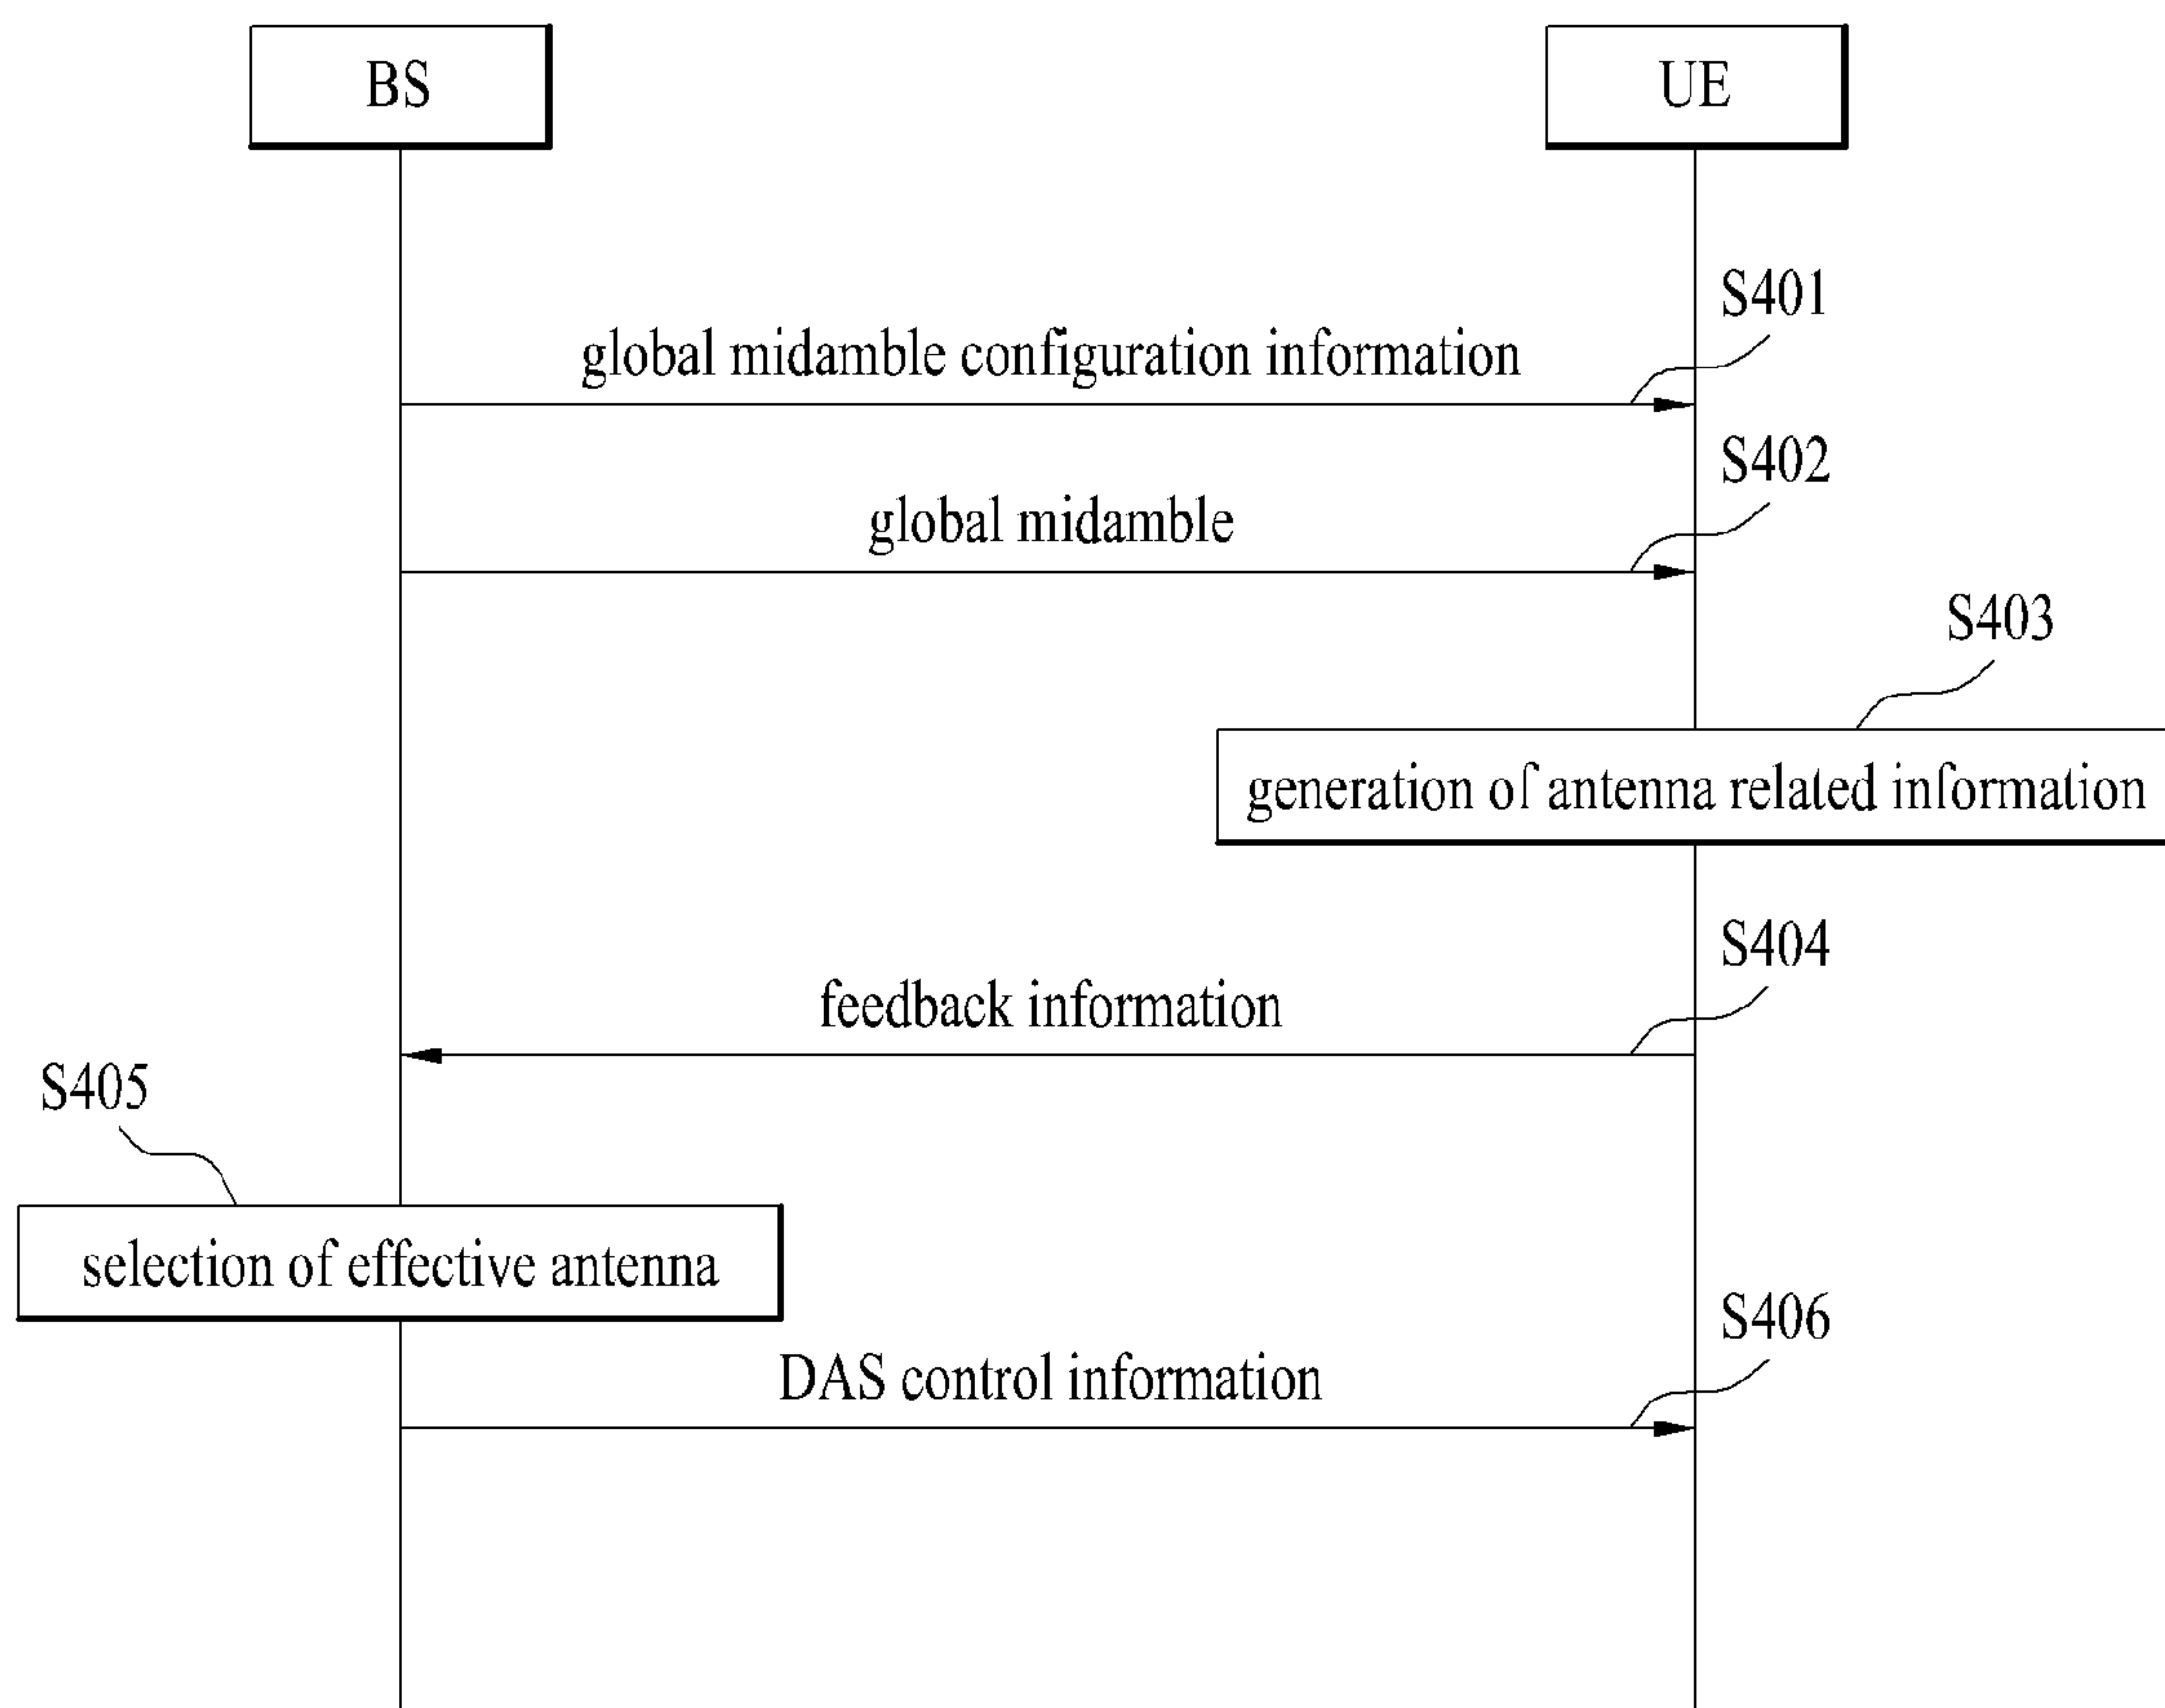 BS
UE
S401
global midamble configuration information
S402
global midamble
S403
generation of antenna related information
S404
feedback information
S405
selection of effective antenna
S406
DAS control information